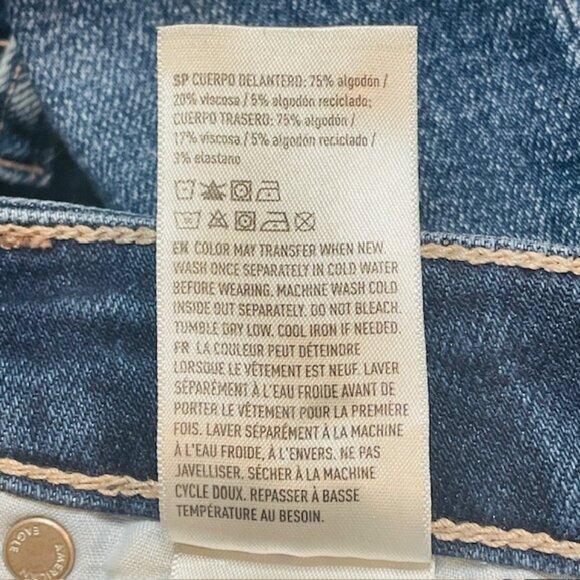 SP CUERPO DELANTERO: 75% algodón /
20% viscosa / 5% algodón reciclado;
CUERPO TRASERO: 75% algodón /
17% viscosa / 5% algodón reciclado /
3% elastano
EN COLOR MAY TRANSFER WHEN NEW.
WASH ONCE SEPARATELY IN COLD WATER
BEFORE WEARING. MACHINE WASH COLD
INSIDE OUT SEPARATELY. DO NOT BLEACH.
TUMBLE DRY LOW. COOL IRON IF NEEDED.
FR LA COULEUR PEUT DÉTEINDRE
LORSQUE LE VÊTEMENT EST NEUF. LAVER
SÉPARÉMENT À L'EAU FROIDE AVANT DE
PORTER LE VÊTEMENT POUR LA PREMIÈRE
FOIS. LAVER SÉPARÉMENT À LA MACHINE
À L'EAU FROIDE, À L'ENVERS. NE PAS
JAVELLISER. SÉCHER À LA MACHINE
CYCLE DOUX. REPASSER À BASSE
TEMPÉRATURE AU BESOIN.
AMERICAN
EAGLE